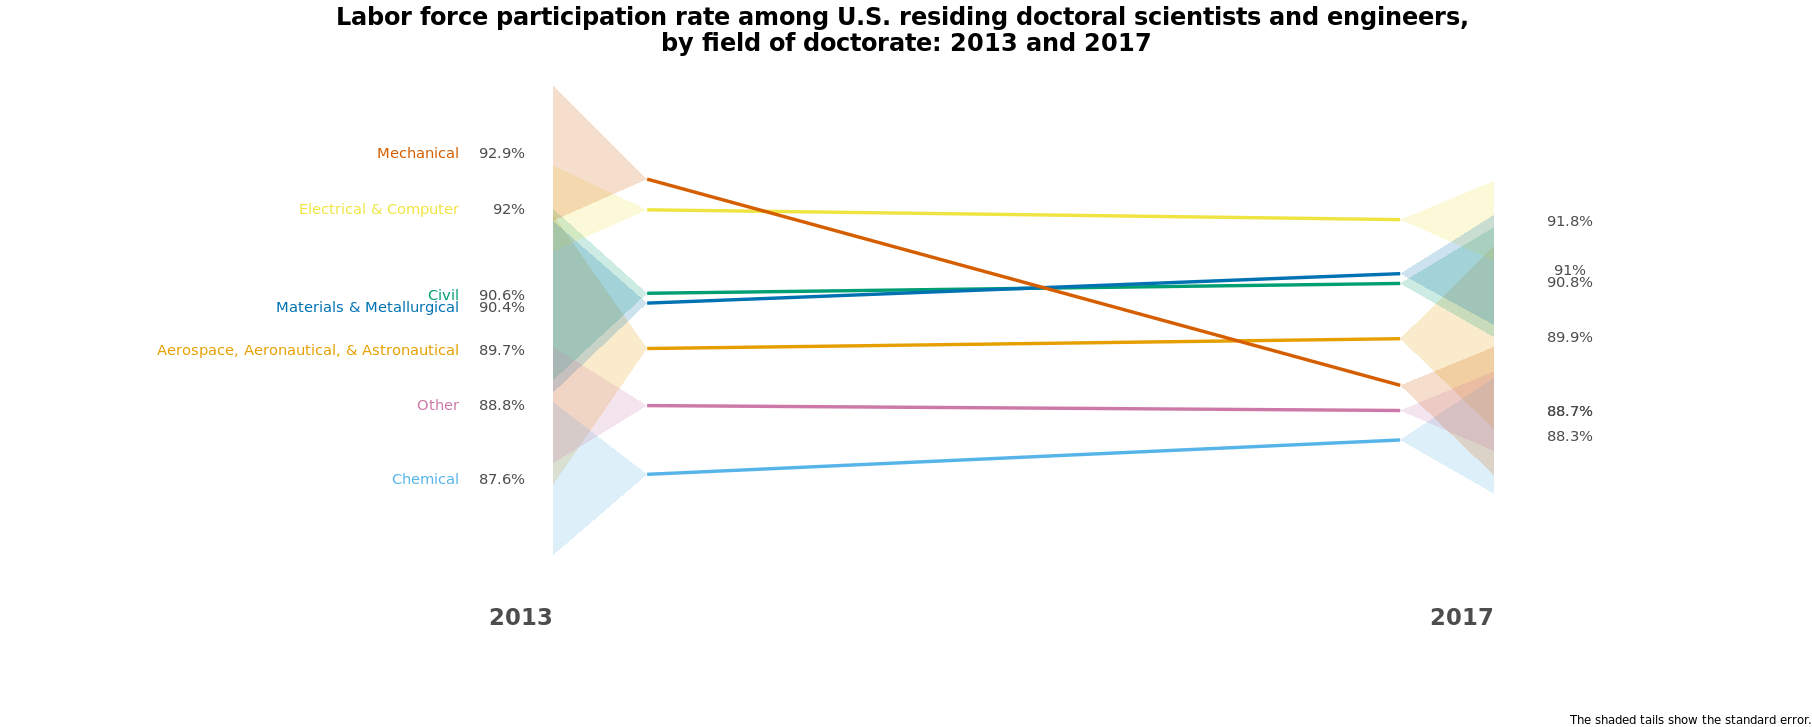 Labor force participation rate among U.S. residing doctoral scientists and engineers,
by field of doctorate: 2013 and 2017
Mechanical 92.9%
Electrical & Computer 92%
91.8%
91%
90.8%
Civil 90.6%
Materials & Metallurgical 90.4%
89.9%
Aerospace, Aeronautical, & Astronautical 89.7%
Other 88.8%
88.7%
88.3%
Chemical 87.6%
2013 2017
The shaded tails show the standard error.